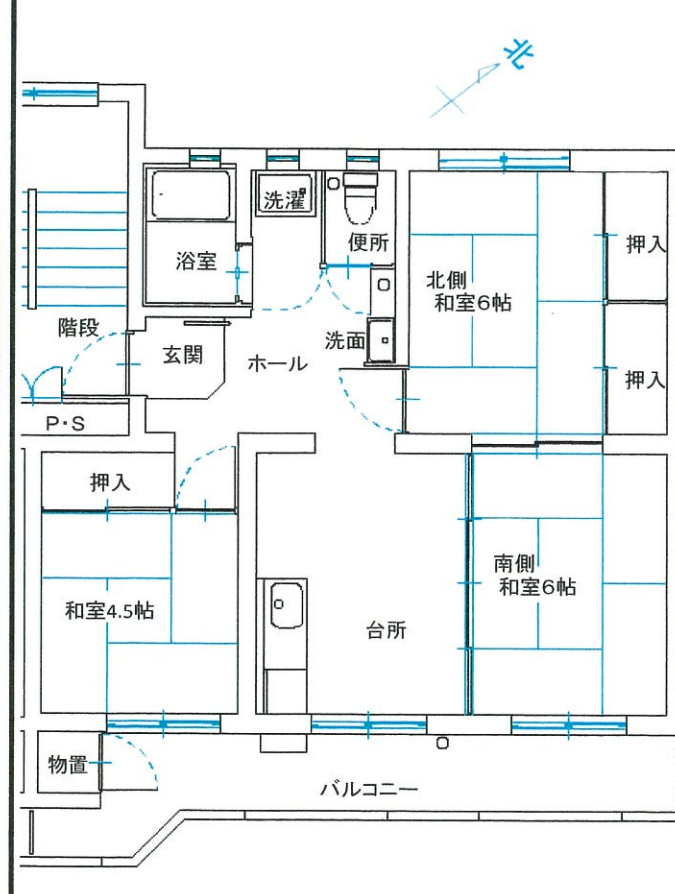 北
洗濯
便所
浴室
押入
北側
和室6帖
階段
洗面
玄関
ホール
押入
P・S
押入
南側
和室6帖
和室4.5帖
台所
物置
バルコニー